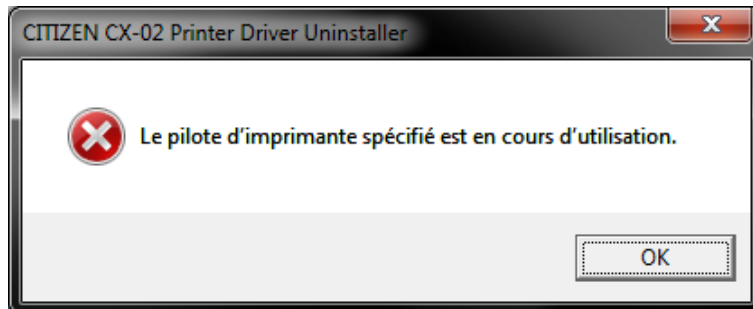 CITIZEN CX-02 Printer Driver Uninstaller
Le pilote d’imprimante spécifié est en cours d’utilisation.
OK